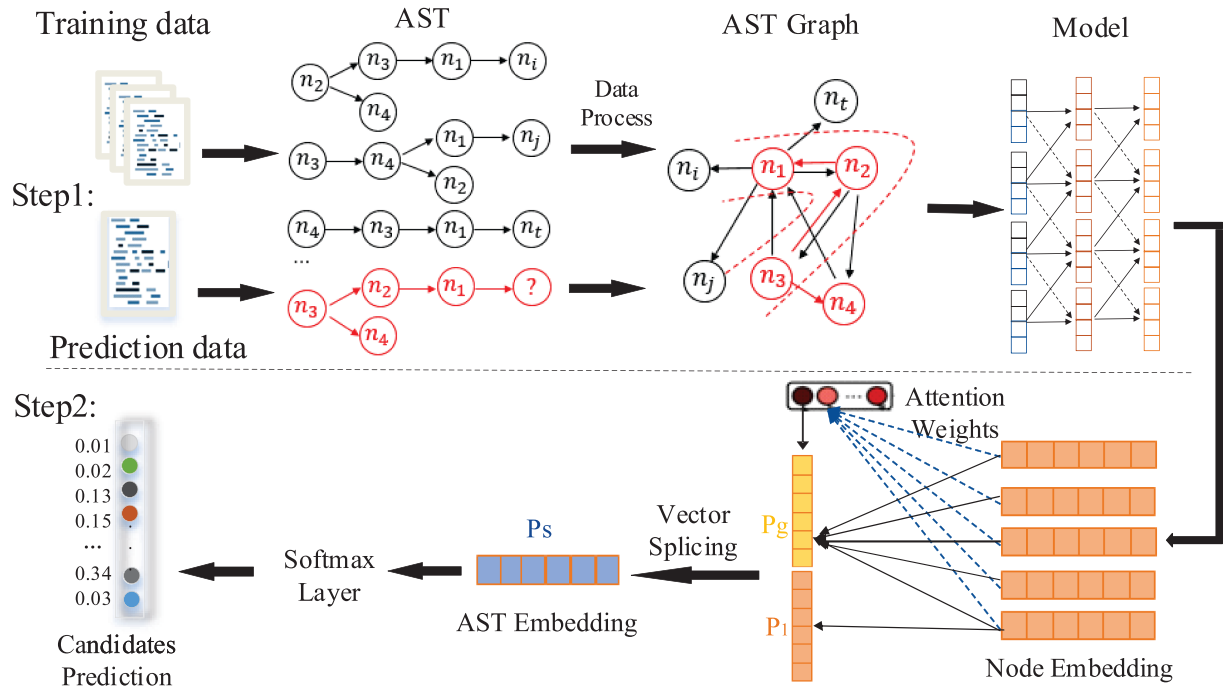 Training data
AST
AST Graph
Model
n₂
n₃
n₁
nᵢ
n₄
n₃
n₄
n₁
nⱼ
n₂
Data
Process
nₜ
nᵢ
n₁
n₂
nⱼ
n₃
n₄
Step1:
n₄
n₃
n₁
nₜ
...
n₃
n₂
n₁
?
n₄
Prediction data
Step2:
0.01
0.02
0.13
0.15
...
0.34
0.03
Candidates
Prediction
Softmax
Layer
Ps
AST Embedding
Vector
Splicing
Pg
Pl
Attention
Weights
Node Embedding